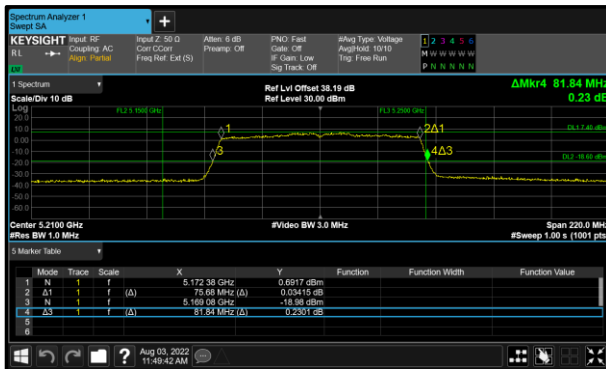 Spectrum Analyzer 1
Swept SA
KEYSIGHT Input: RF Input Z: 50 Ω Atten: 6 dB PNO: Fast #Avg Type: Voltage 1 2 3 4 5 6
R L Coupling: AC Corr CCorr Preamp: Off Gate: Off Avg|Hold: 10/10 M W W W W W
Align: Partial Freq Ref: Ext (S) IF Gain: Low Trig: Free Run
Sig Track: Off P N N N N N
1 Spectrum Ref Lvl Offset 38.19 dB ΔMkr4 81.84 MHz
Scale/Div 10 dB Ref Level 30.00 dBm 0.23 dB
Log FL2 5.1500 GHz FL3 5.2500 GHz
20.0
10.0 1 2Δ1 DL1 7.40 dBm
0.00
-10.0 3 4Δ3 DL2 -18.60 dBm
-20.0
-30.0
-40.0
-50.0
-60.0
Center 5.2100 GHz #Video BW 3.0 MHz Span 220.0 MHz
#Res BW 1.0 MHz #Sweep 1.00 s (1001 pts)
5 Marker Table
Mode Trace Scale X Y Function Function Width Function Value
1 N 1 f 5.172 38 GHz 0.6917 dBm
2 Δ1 1 f (Δ) 75.68 MHz (Δ) 0.03415 dB
3 N 1 f 5.169 08 GHz -18.98 dBm
4 Δ3 1 f (Δ) 81.84 MHz (Δ) 0.2301 dB
5
6
? Aug 03, 2022
11:49:42 AM